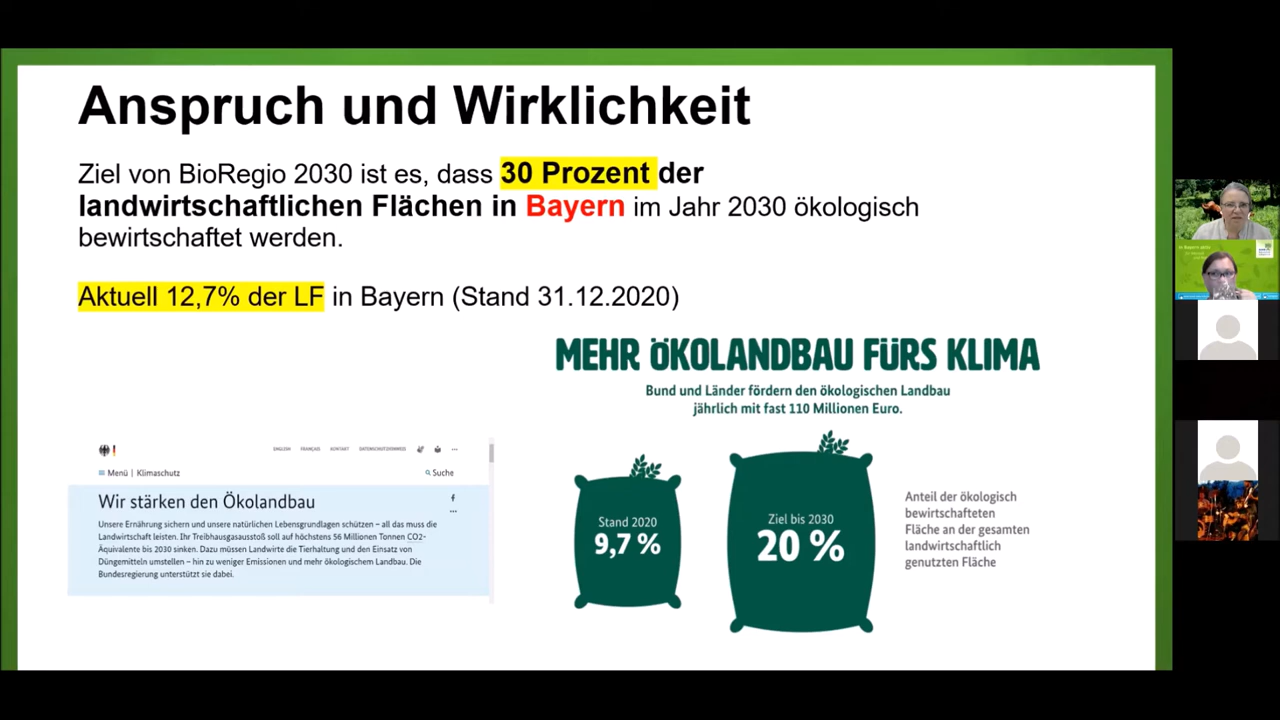 Anspruch und Wirklichkeit
Ziel von BioRegio 2030 ist es, dass 30 Prozent der
landwirtschaftlichen Flächen in Bayern im Jahr 2030 ökologisch
bewirtschaftet werden.
Aktuell 12,7% der LF in Bayern (Stand 31.12.2020)
MEHR ÖKOLANDBAU FÜRS KLIMA
Bund und Länder fördern den ökologischen Landbau
jährlich mit fast 110 Millionen Euro.
ENGLISH FRANÇAIS KONTAKT DATENSCHUTZHINWEIS
Menü | Klimaschutz
Suche
Wir stärken den Ökolandbau
Unsere Ernährung sichern und unsere natürlichen Lebensgrundlagen schützen – all das muss die
Landwirtschaft leisten. Ihr Treibhausgasausstoß soll auf höchstens 56 Millionen Tonnen CO2-
Äquivalente bis 2030 sinken. Dazu müssen Landwirte die Tierhaltung und den Einsatz von
Düngemitteln umstellen – hin zu weniger Emissionen und mehr ökologischem Landbau. Die
Bundesregierung unterstützt sie dabei.
Stand 2020
9,7 %
Ziel bis 2030
20 %
Anteil der ökologisch
bewirtschafteten
Fläche an der gesamten
landwirtschaftlich
genutzten Fläche